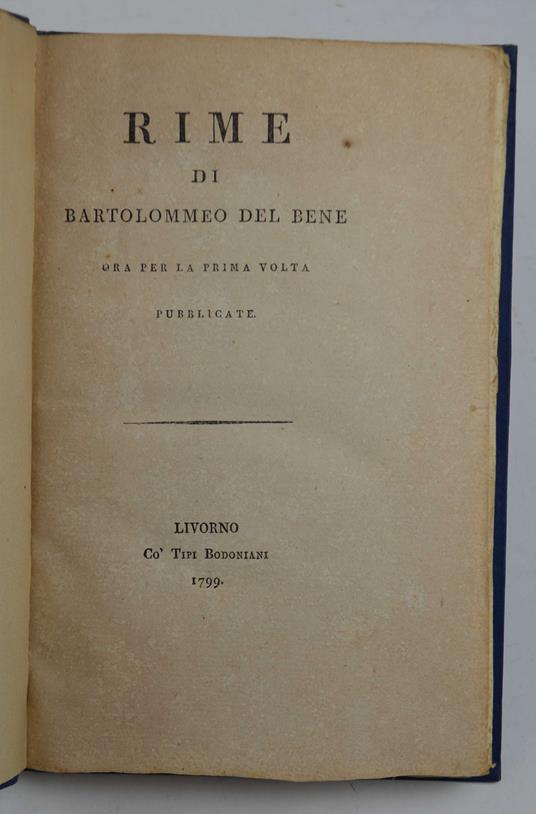 RIME
DI
BARTOLOMMEO DEL BENE
ORA PER LA PRIMA VOLTA
PUBBLICATE.
LIVORNO
Co' Tipi Bodoniani
1799.